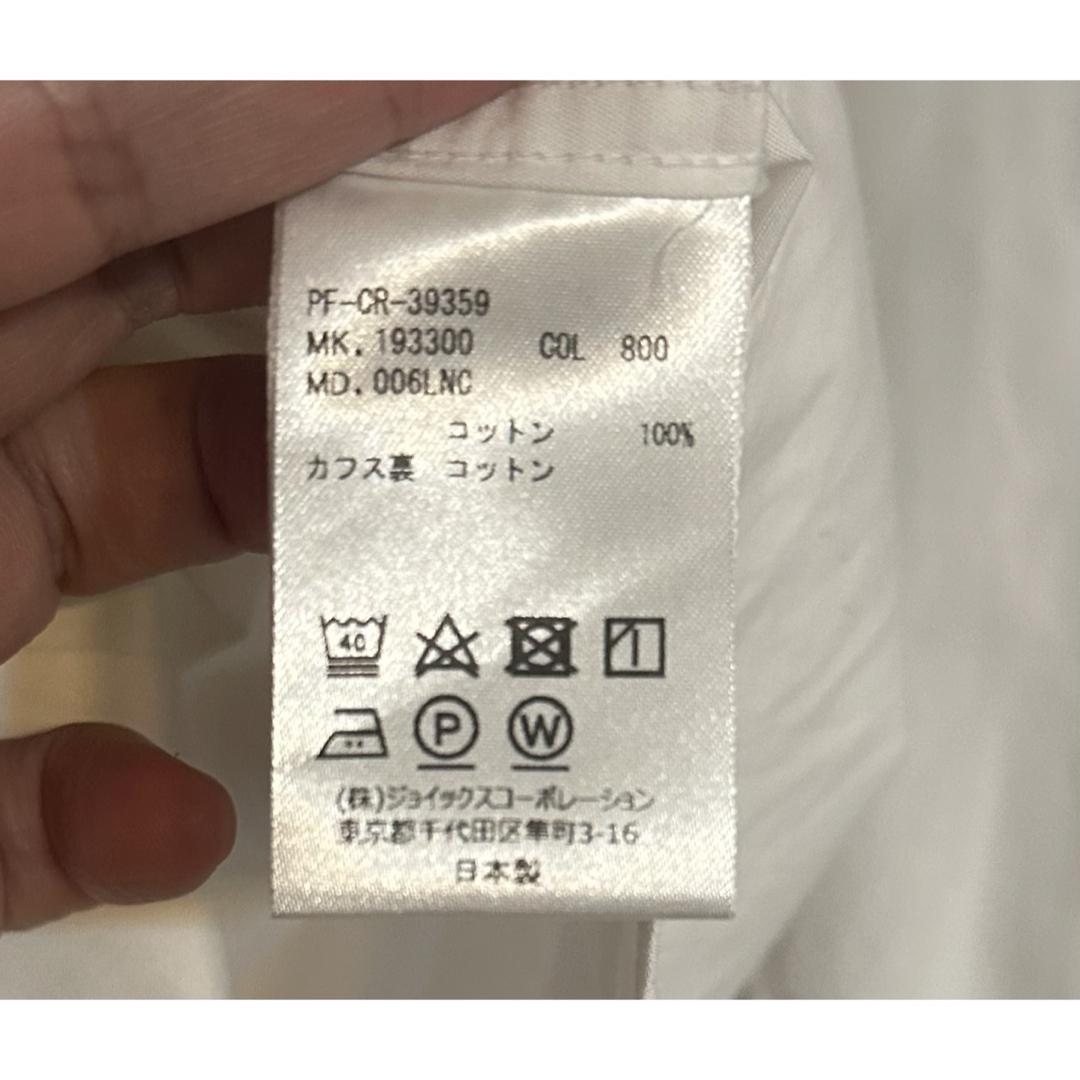 PF-CR-39359
MK.193300 COL 800
MD.006LNC
コットン 100%
カフス裏 コットン
40
P W
(株)ジョイックスコーポレーション
東京都千代田区隼町3-16
日本製